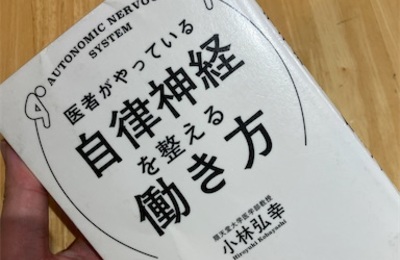 AUTONOMIC NERVOUS
SYSTEM
医者がやっている
自律神経
を整える
働き方
順天堂大学医学部教授
小林弘幸
Hiroyuki Kobayashi